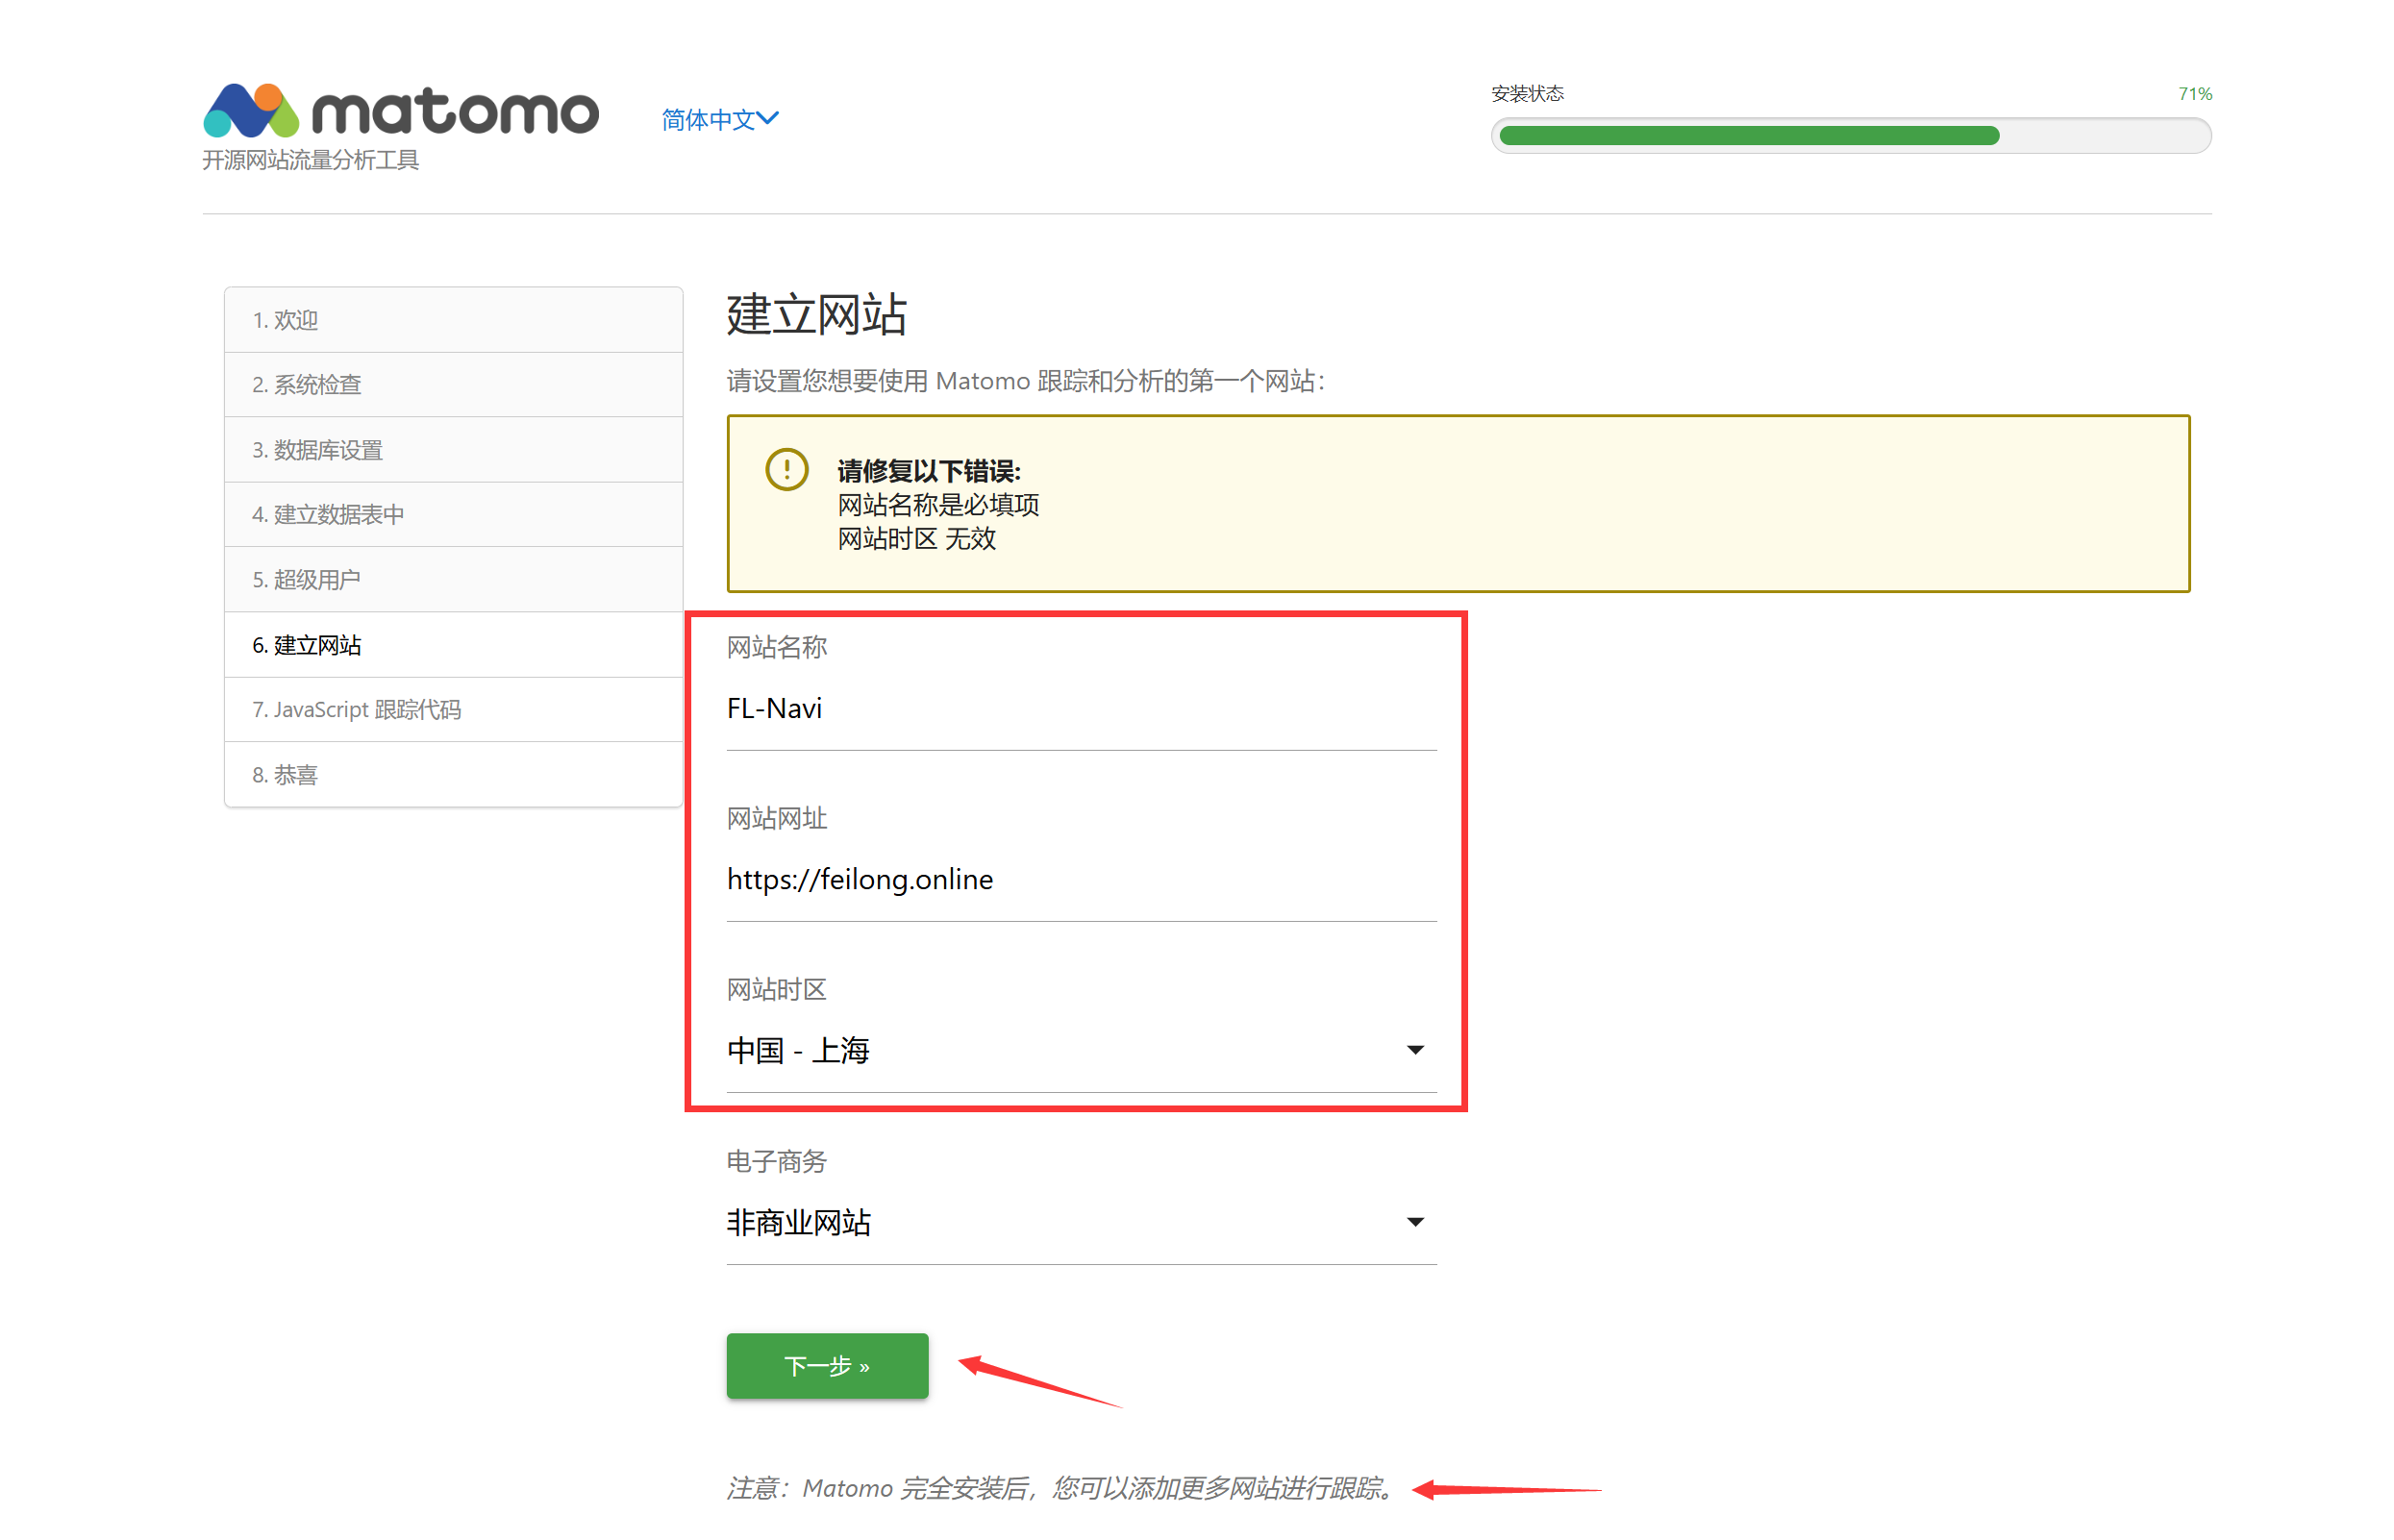 matomo
开源网站流量分析工具
简体中文
安装状态
71%
1. 欢迎
2. 系统检查
3. 数据库设置
4. 建立数据表中
5. 超级用户
6. 建立网站
7. JavaScript 跟踪代码
8. 恭喜
建立网站
请设置您想要使用 Matomo 跟踪和分析的第一个网站：
请修复以下错误:
网站名称是必填项
网站时区 无效
网站名称
FL-Navi
网站网址
https://feilong.online
网站时区
中国 - 上海
电子商务
非商业网站
下一步 »
注意：Matomo 完全安装后，您可以添加更多网站进行跟踪。